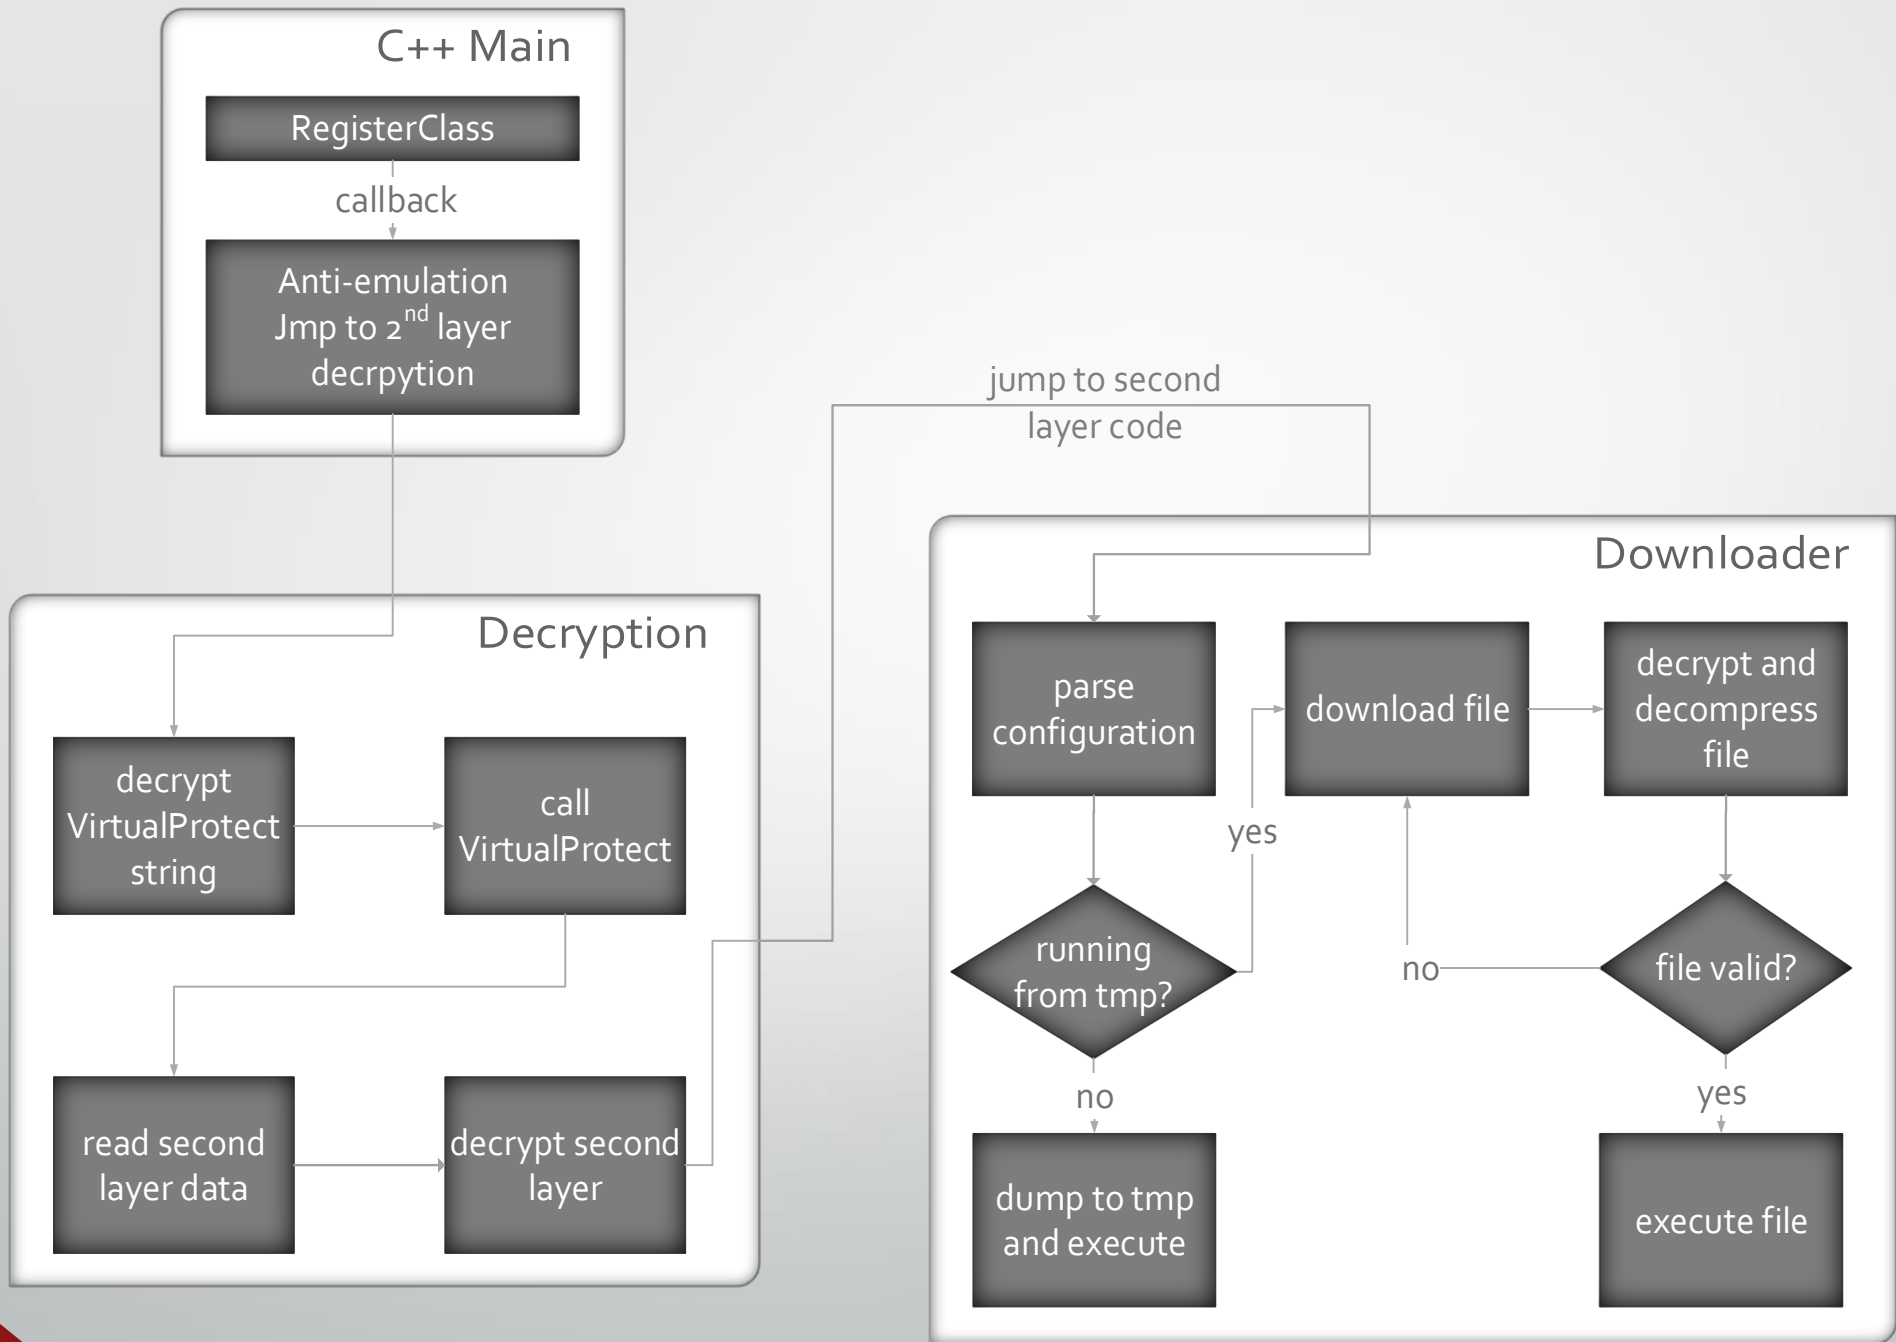 C++ Main
RegisterClass
callback
Anti-emulation
Jmp to 2nd layer
decrpytion
jump to second
layer code
Decryption
decrypt
VirtualProtect
string
call
VirtualProtect
read second
layer data
decrypt second
layer
Downloader
parse
configuration
download file
decrypt and
decompress
file
yes
running
from tmp?
no
file valid?
no
yes
dump to tmp
and execute
execute file